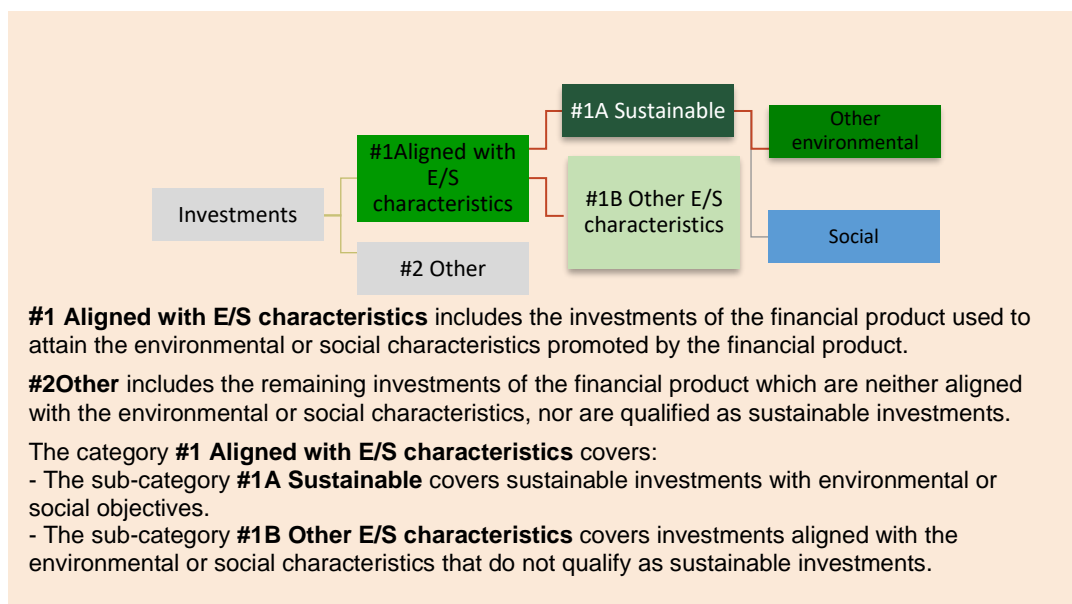 #1A Sustainable
Other
environmental
#1Aligned with
E/S
characteristics
#1B Other E/S
characteristics
Investments
Social
#2 Other
#1 Aligned with E/S characteristics includes the investments of the financial product used to
attain the environmental or social characteristics promoted by the financial product.
#2Other includes the remaining investments of the financial product which are neither aligned
with the environmental or social characteristics, nor are qualified as sustainable investments.
The category #1 Aligned with E/S characteristics covers:
- The sub-category #1A Sustainable covers sustainable investments with environmental or
social objectives.
- The sub-category #1B Other E/S characteristics covers investments aligned with the
environmental or social characteristics that do not qualify as sustainable investments.